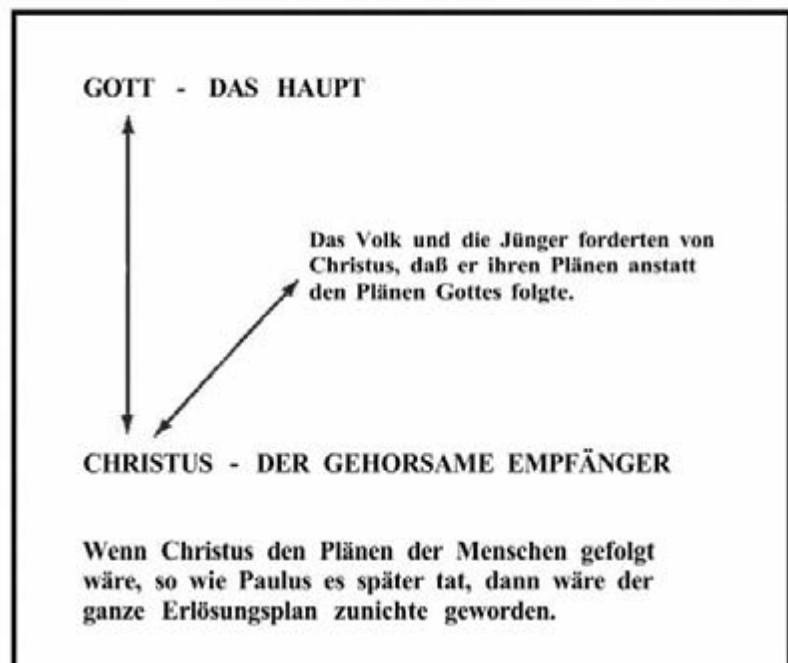 GOTT - DAS HAUPT
Das Volk und die Jünger forderten von
Christus, daß er ihren Plänen anstatt
den Plänen Gottes folgte.
CHRISTUS - DER GEHORSAME EMPFÄNGER
Wenn Christus den Plänen der Menschen gefolgt
wäre, so wie Paulus es später tat, dann wäre der
ganze Erlösungsplan zunichte geworden.